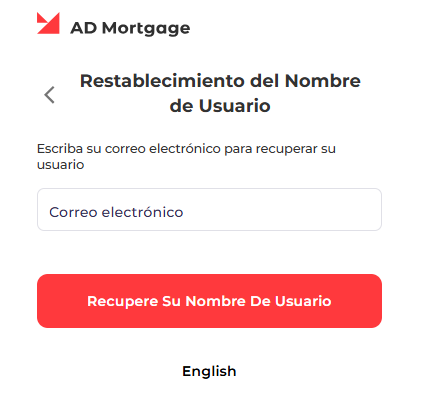 AD Mortgage
Restablecimiento del Nombre
de Usuario
Escriba su correo electrónico para recuperar su
usuario
Correo electrónico
Recupere Su Nombre De Usuario
English